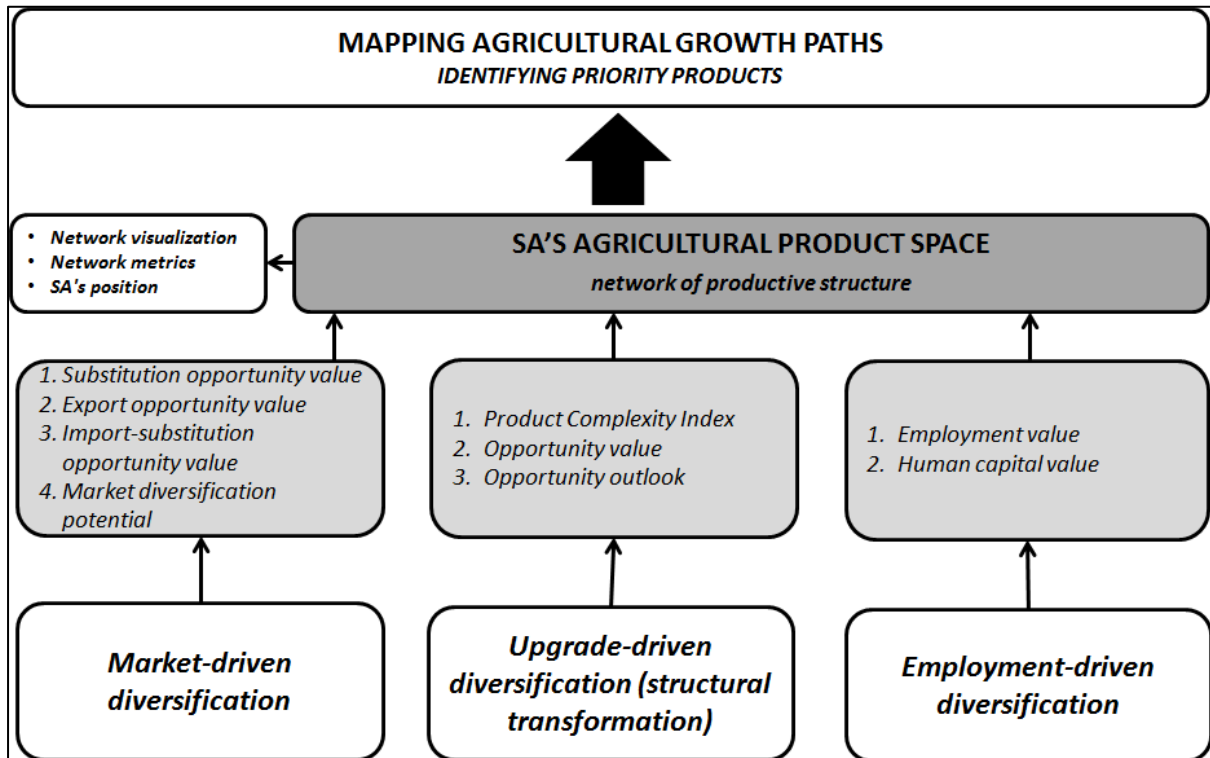 MAPPING AGRICULTURAL GROWTH PATHS
IDENTIFYING PRIORITY PRODUCTS
• Network visualization
• Network metrics
• SA's position
SA'S AGRICULTURAL PRODUCT SPACE
network of productive structure
1. Substitution opportunity value
2. Export opportunity value
3. Import-substitution
opportunity value
4. Market diversification
potential
1. Product Complexity Index
2. Opportunity value
3. Opportunity outlook
1. Employment value
2. Human capital value
Market-driven
diversification
Upgrade-driven
diversification (structural
transformation)
Employment-driven
diversification